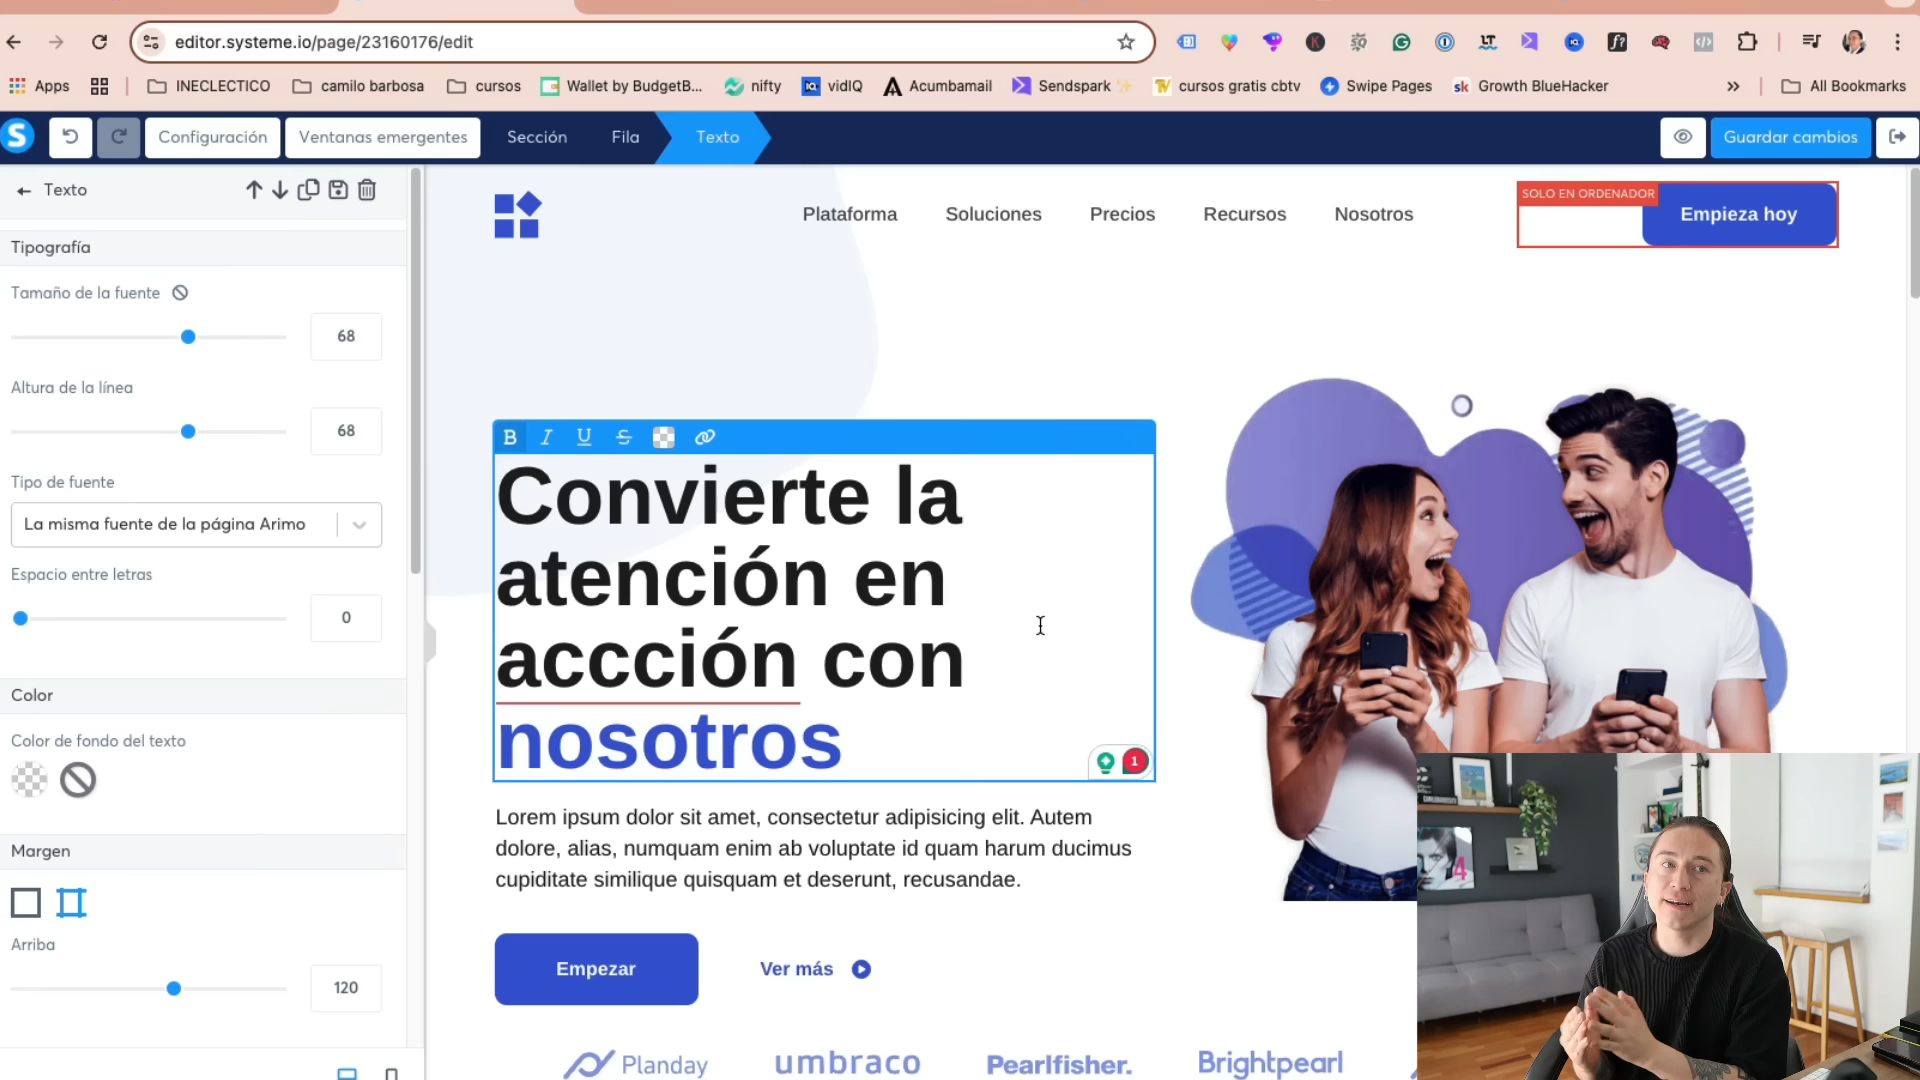 editor.systeme.io/page/23160176/edit
Apps
INECLECTICO
camilo barbosa
cursos
Wallet by BudgetB...
nifty
vidIQ
Acumbamail
Sendspark
cursos gratis cbtv
Swipe Pages
sk Growth BlueHacker
All Bookmarks
S
Configuración
Ventanas emergentes
Sección
Fila
Texto
Guardar cambios
Texto
Tipografía
Tamaño de la fuente
68
Altura de la línea
68
Tipo de fuente
La misma fuente de la página Arimo
Espacio entre letras
0
Color
Color de fondo del texto
Margen
Arriba
120
Plataforma
Soluciones
Precios
Recursos
Nosotros
SOLO EN ORDENADOR
Empieza hoy
B I U S
Convierte la
atención en
accción con
nosotros
1
Lorem ipsum dolor sit amet, consectetur adipisicing elit. Autem
dolore, alias, numquam enim ab voluptate id quam harum ducimus
cupiditate similique quisquam et deserunt, recusandae.
Empezar
Ver más
Planday
umbraco
Pearlfisher.
Brightpearl